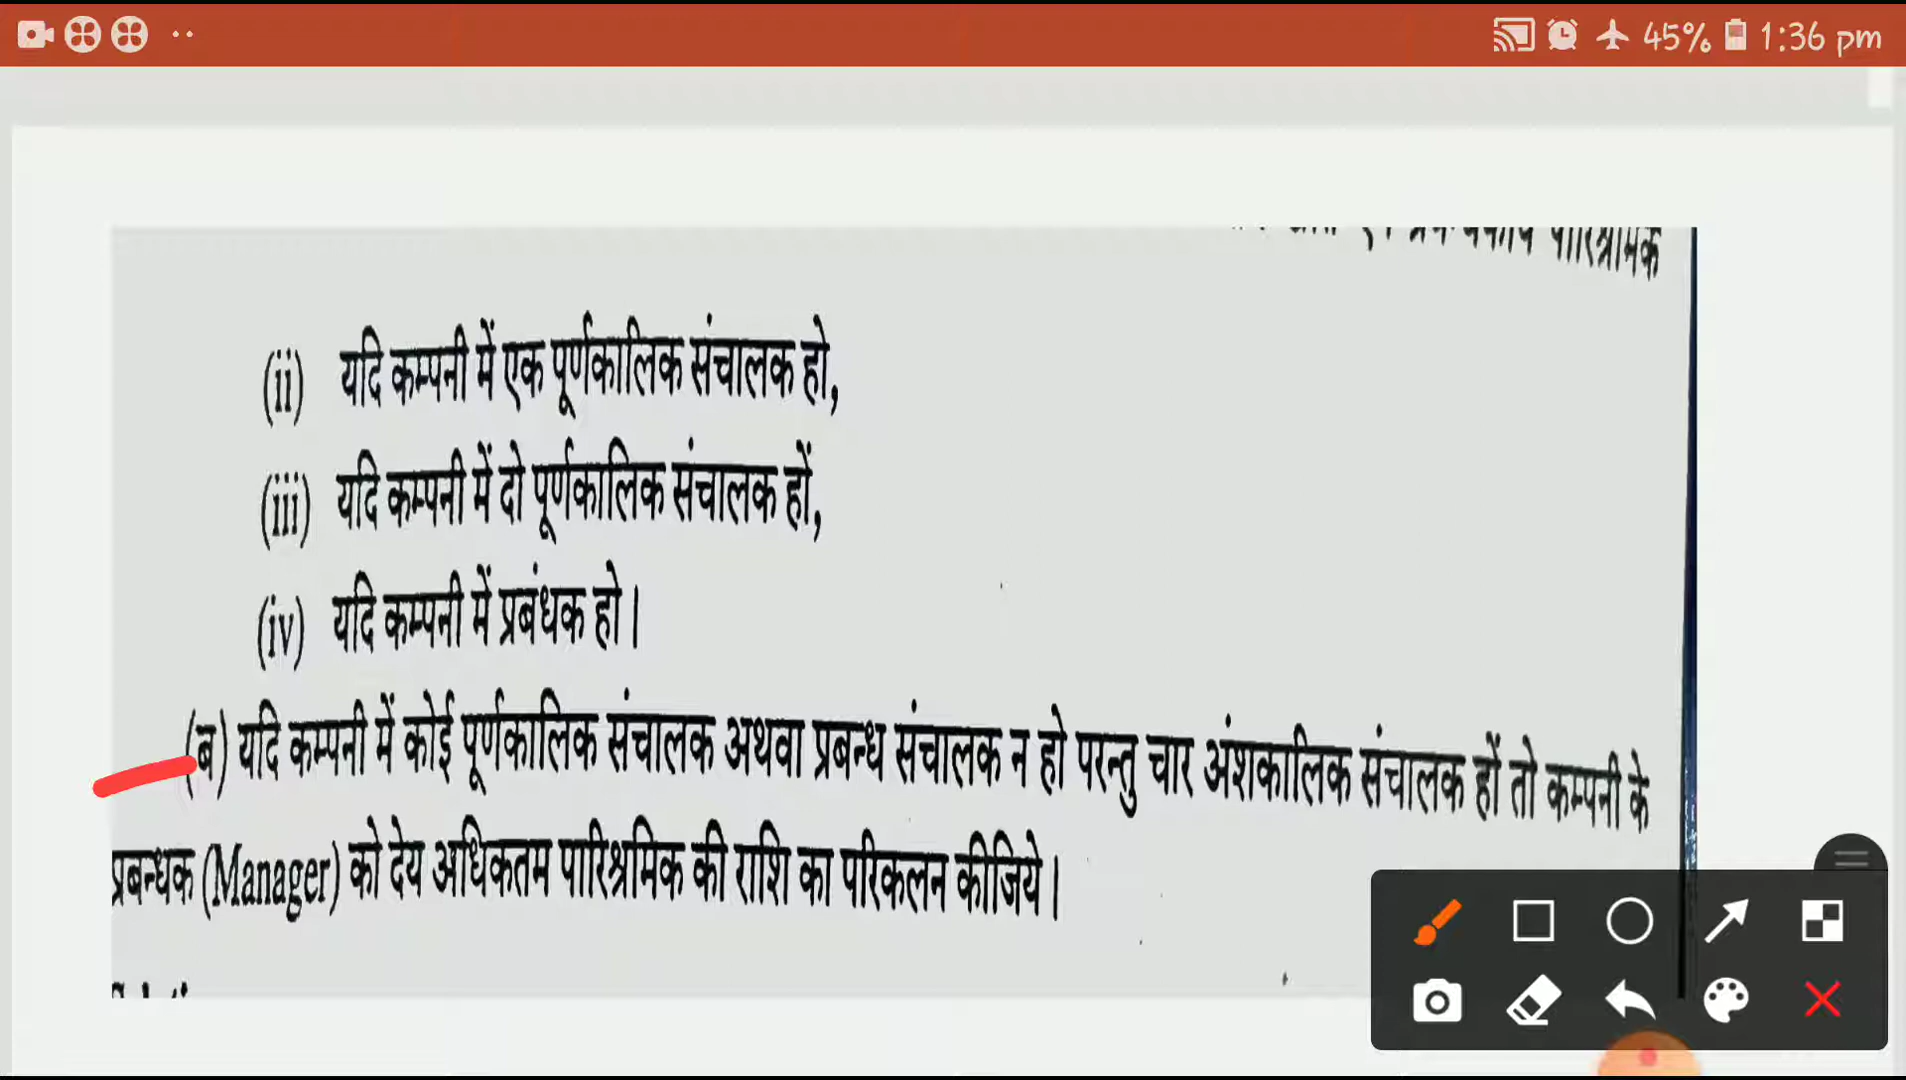 45% 1:36 pm
पारिश्रमिक
(ii) यदि कम्पनी में एक पूर्णकालिक संचालक हो,
(iii) यदि कम्पनी में दो पूर्णकालिक संचालक हों,
(iv) यदि कम्पनी में प्रबंधक हो।
(ब) यदि कम्पनी में कोई पूर्णकालिक संचालक अथवा प्रबन्ध संचालक न हो परन्तु चार अंशकालिक संचालक हों तो कम्पनी के
प्रबन्धक (Manager) को देय अधिकतम पारिश्रमिक की राशि का परिकलन कीजिये।